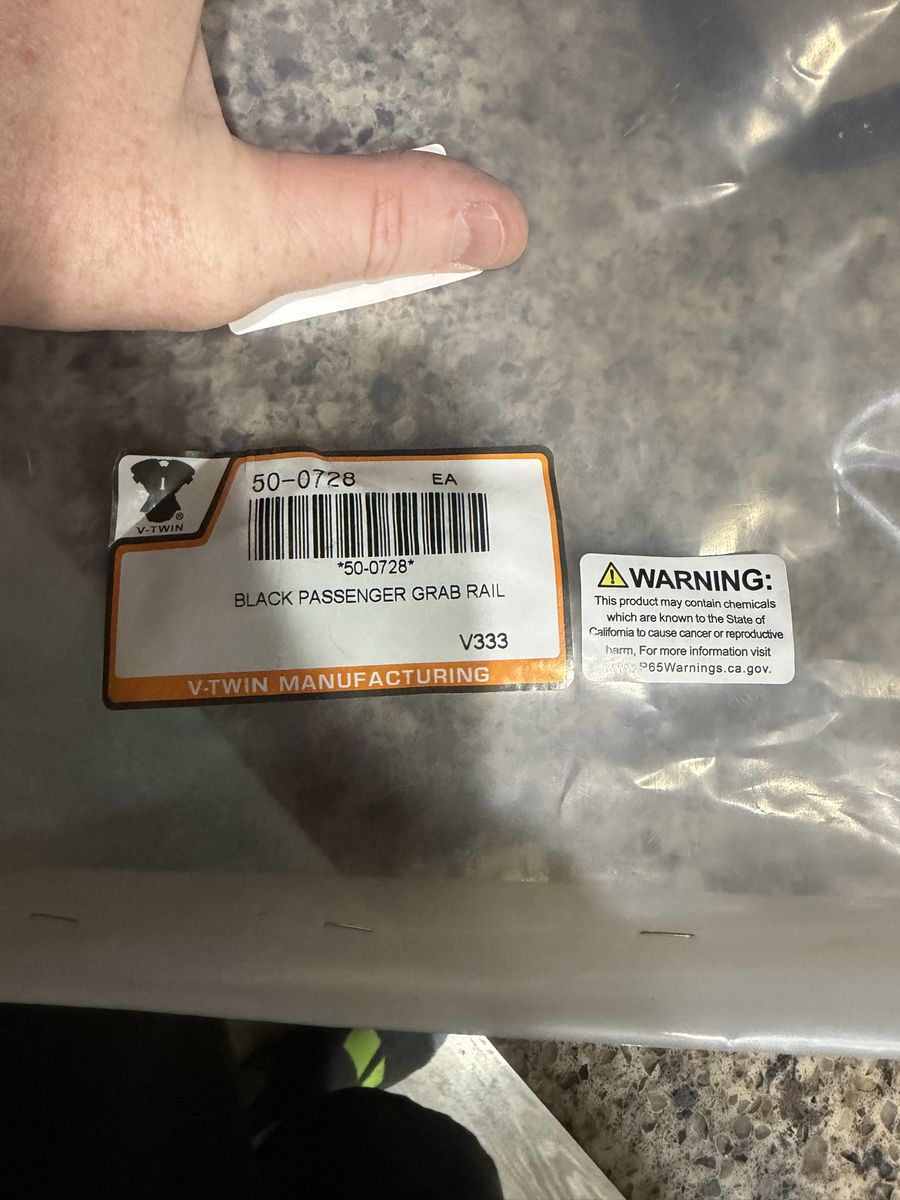 50-0728 EA
*50-0728*
BLACK PASSENGER GRAB RAIL
V333
V-TWIN ®
V-TWIN MANUFACTURING
WARNING:
This product may contain chemicals
which are known to the State of
California to cause cancer or reproductive
harm, For more information visit
P65Warnings.ca.gov.